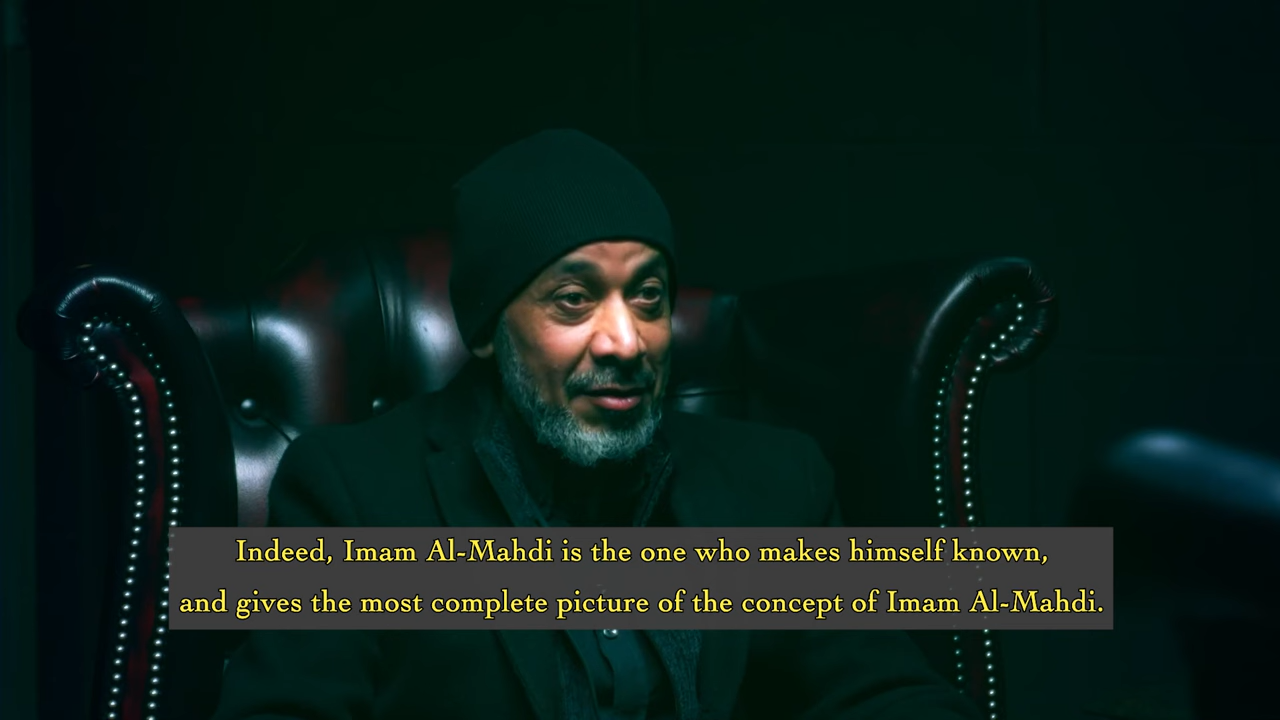 Indeed, Imam Al-Mahdi is the one who makes himself known,
and gives the most complete picture of the concept of Imam Al-Mahdi.